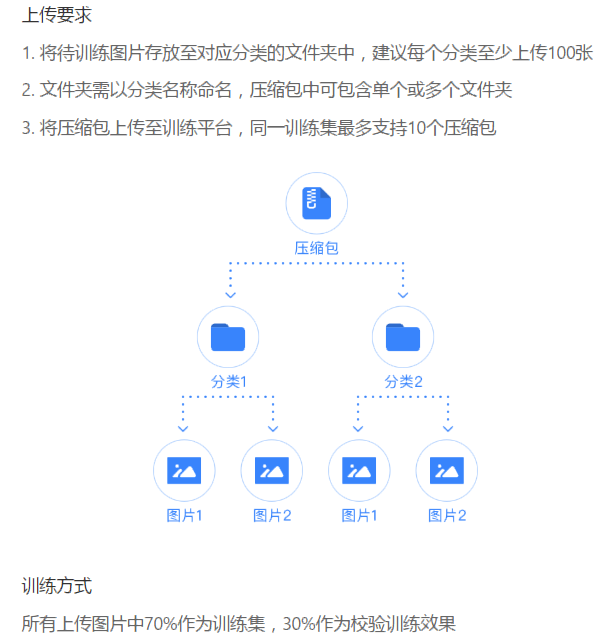 上传要求
1. 将待训练图片存放至对应分类的文件夹中，建议每个分类至少上传100张
2. 文件夹需以分类名称命名，压缩包中可包含单个或多个文件夹
3. 将压缩包上传至训练平台，同一训练集最多支持10个压缩包
压缩包
分类1
分类2
图片1
图片2
图片1
图片2
训练方式
所有上传图片中70%作为训练集，30%作为校验训练效果